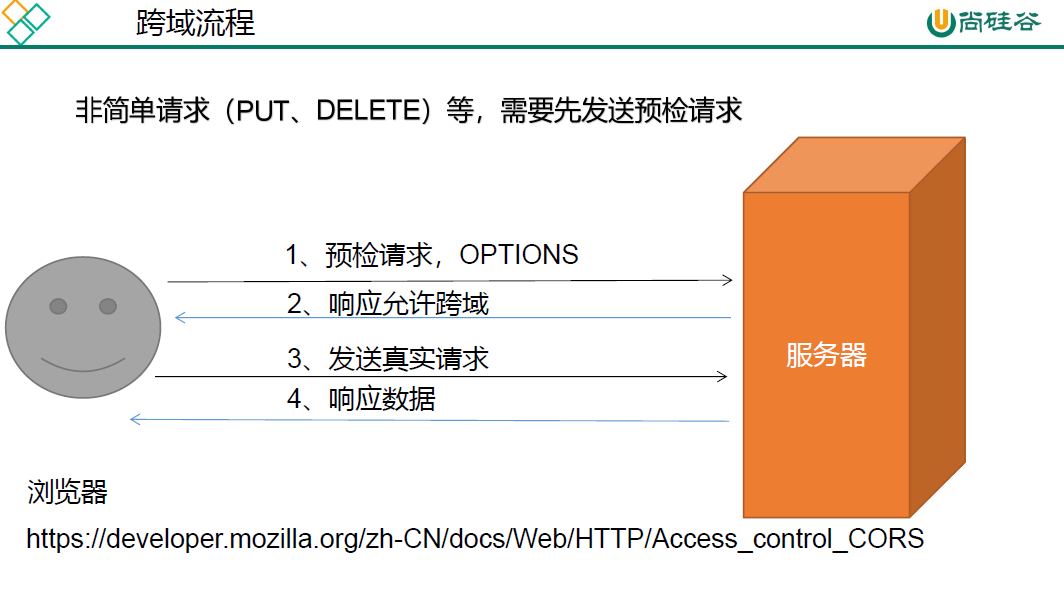 跨域流程
尚硅谷
非简单请求（PUT、DELETE）等，需要先发送预检请求
1、预检请求，OPTIONS
2、响应允许跨域
3、发送真实请求
4、响应数据
服务器
浏览器
https://developer.mozilla.org/zh-CN/docs/Web/HTTP/Access_control_CORS